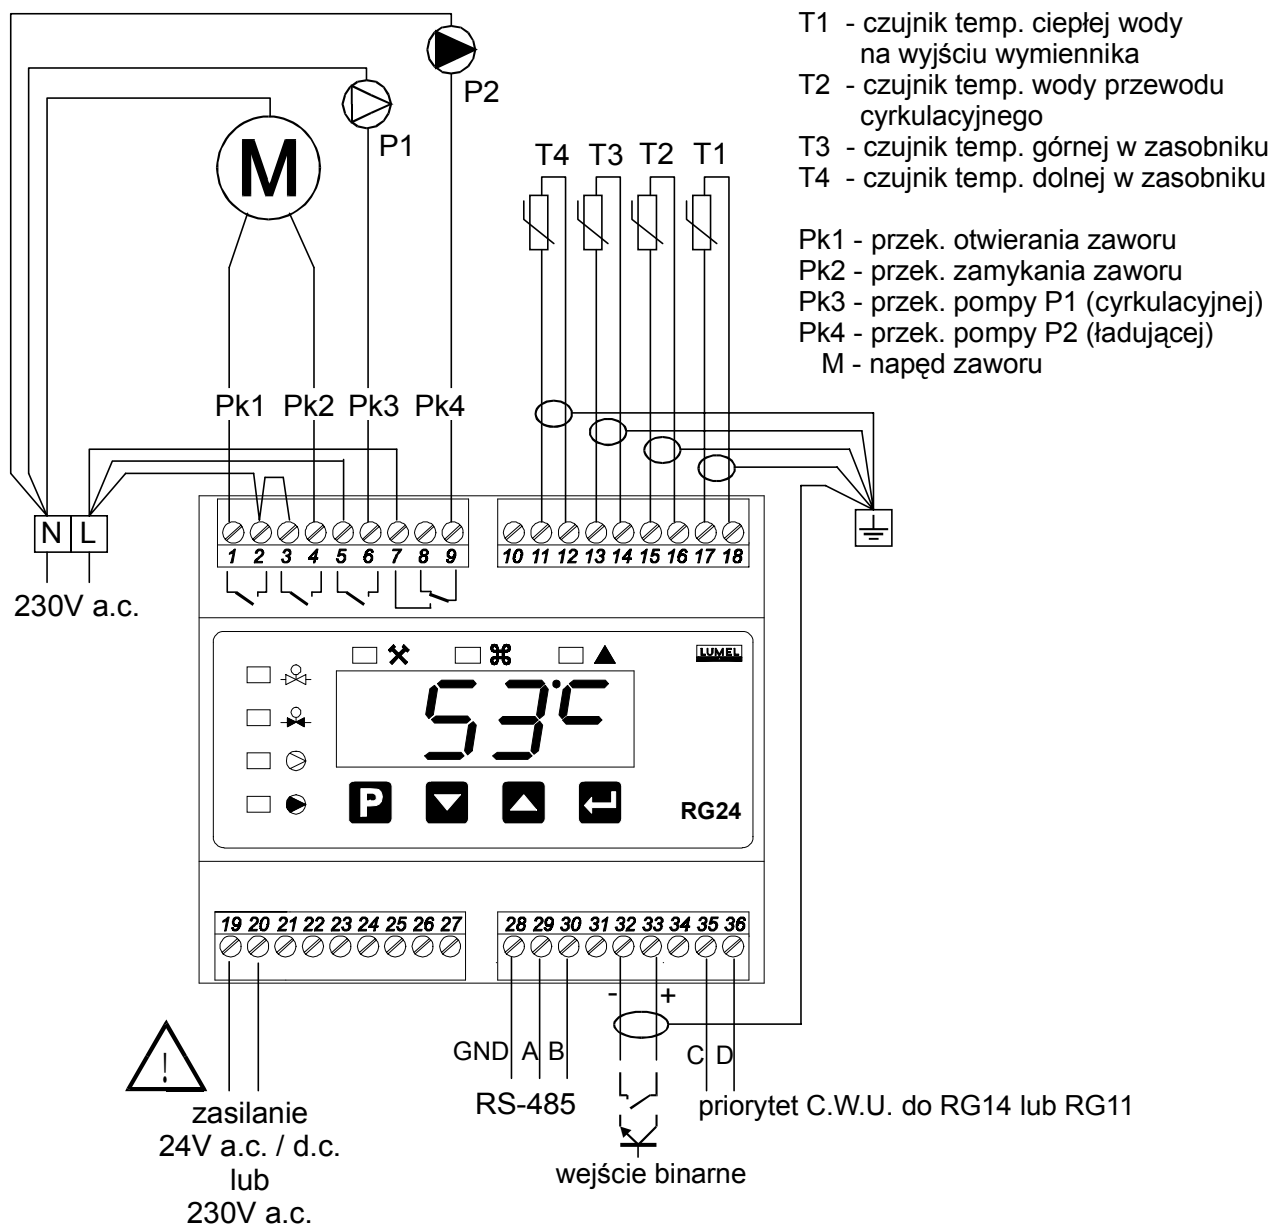 T1 - czujnik temp. ciepłej wody
na wyjściu wymiennika
T2 - czujnik temp. wody przewodu
cyrkulacyjnego
T3 - czujnik temp. górnej w zasobniku
T4 - czujnik temp. dolnej w zasobniku
Pk1 - przek. otwierania zaworu
Pk2 - przek. zamykania zaworu
Pk3 - przek. pompy P1 (cyrkulacyjnej)
Pk4 - przek. pompy P2 (ładującej)
M - napęd zaworu
P2
P1
M
T4 T3 T2 T1
Pk1 Pk2 Pk3 Pk4
N L
230V a.c.
1 2 3 4 5 6 7 8 9
10 11 12 13 14 15 16 17 18
LUMEL
53°C
P
RG24
19 20 21 22 23 24 25 26 27
28 29 30 31 32 33 34 35 36
- +
GND A B
C D
!
RS-485
priorytet C.W.U. do RG14 lub RG11
zasilanie
24V a.c. / d.c.
lub
230V a.c.
wejście binarne